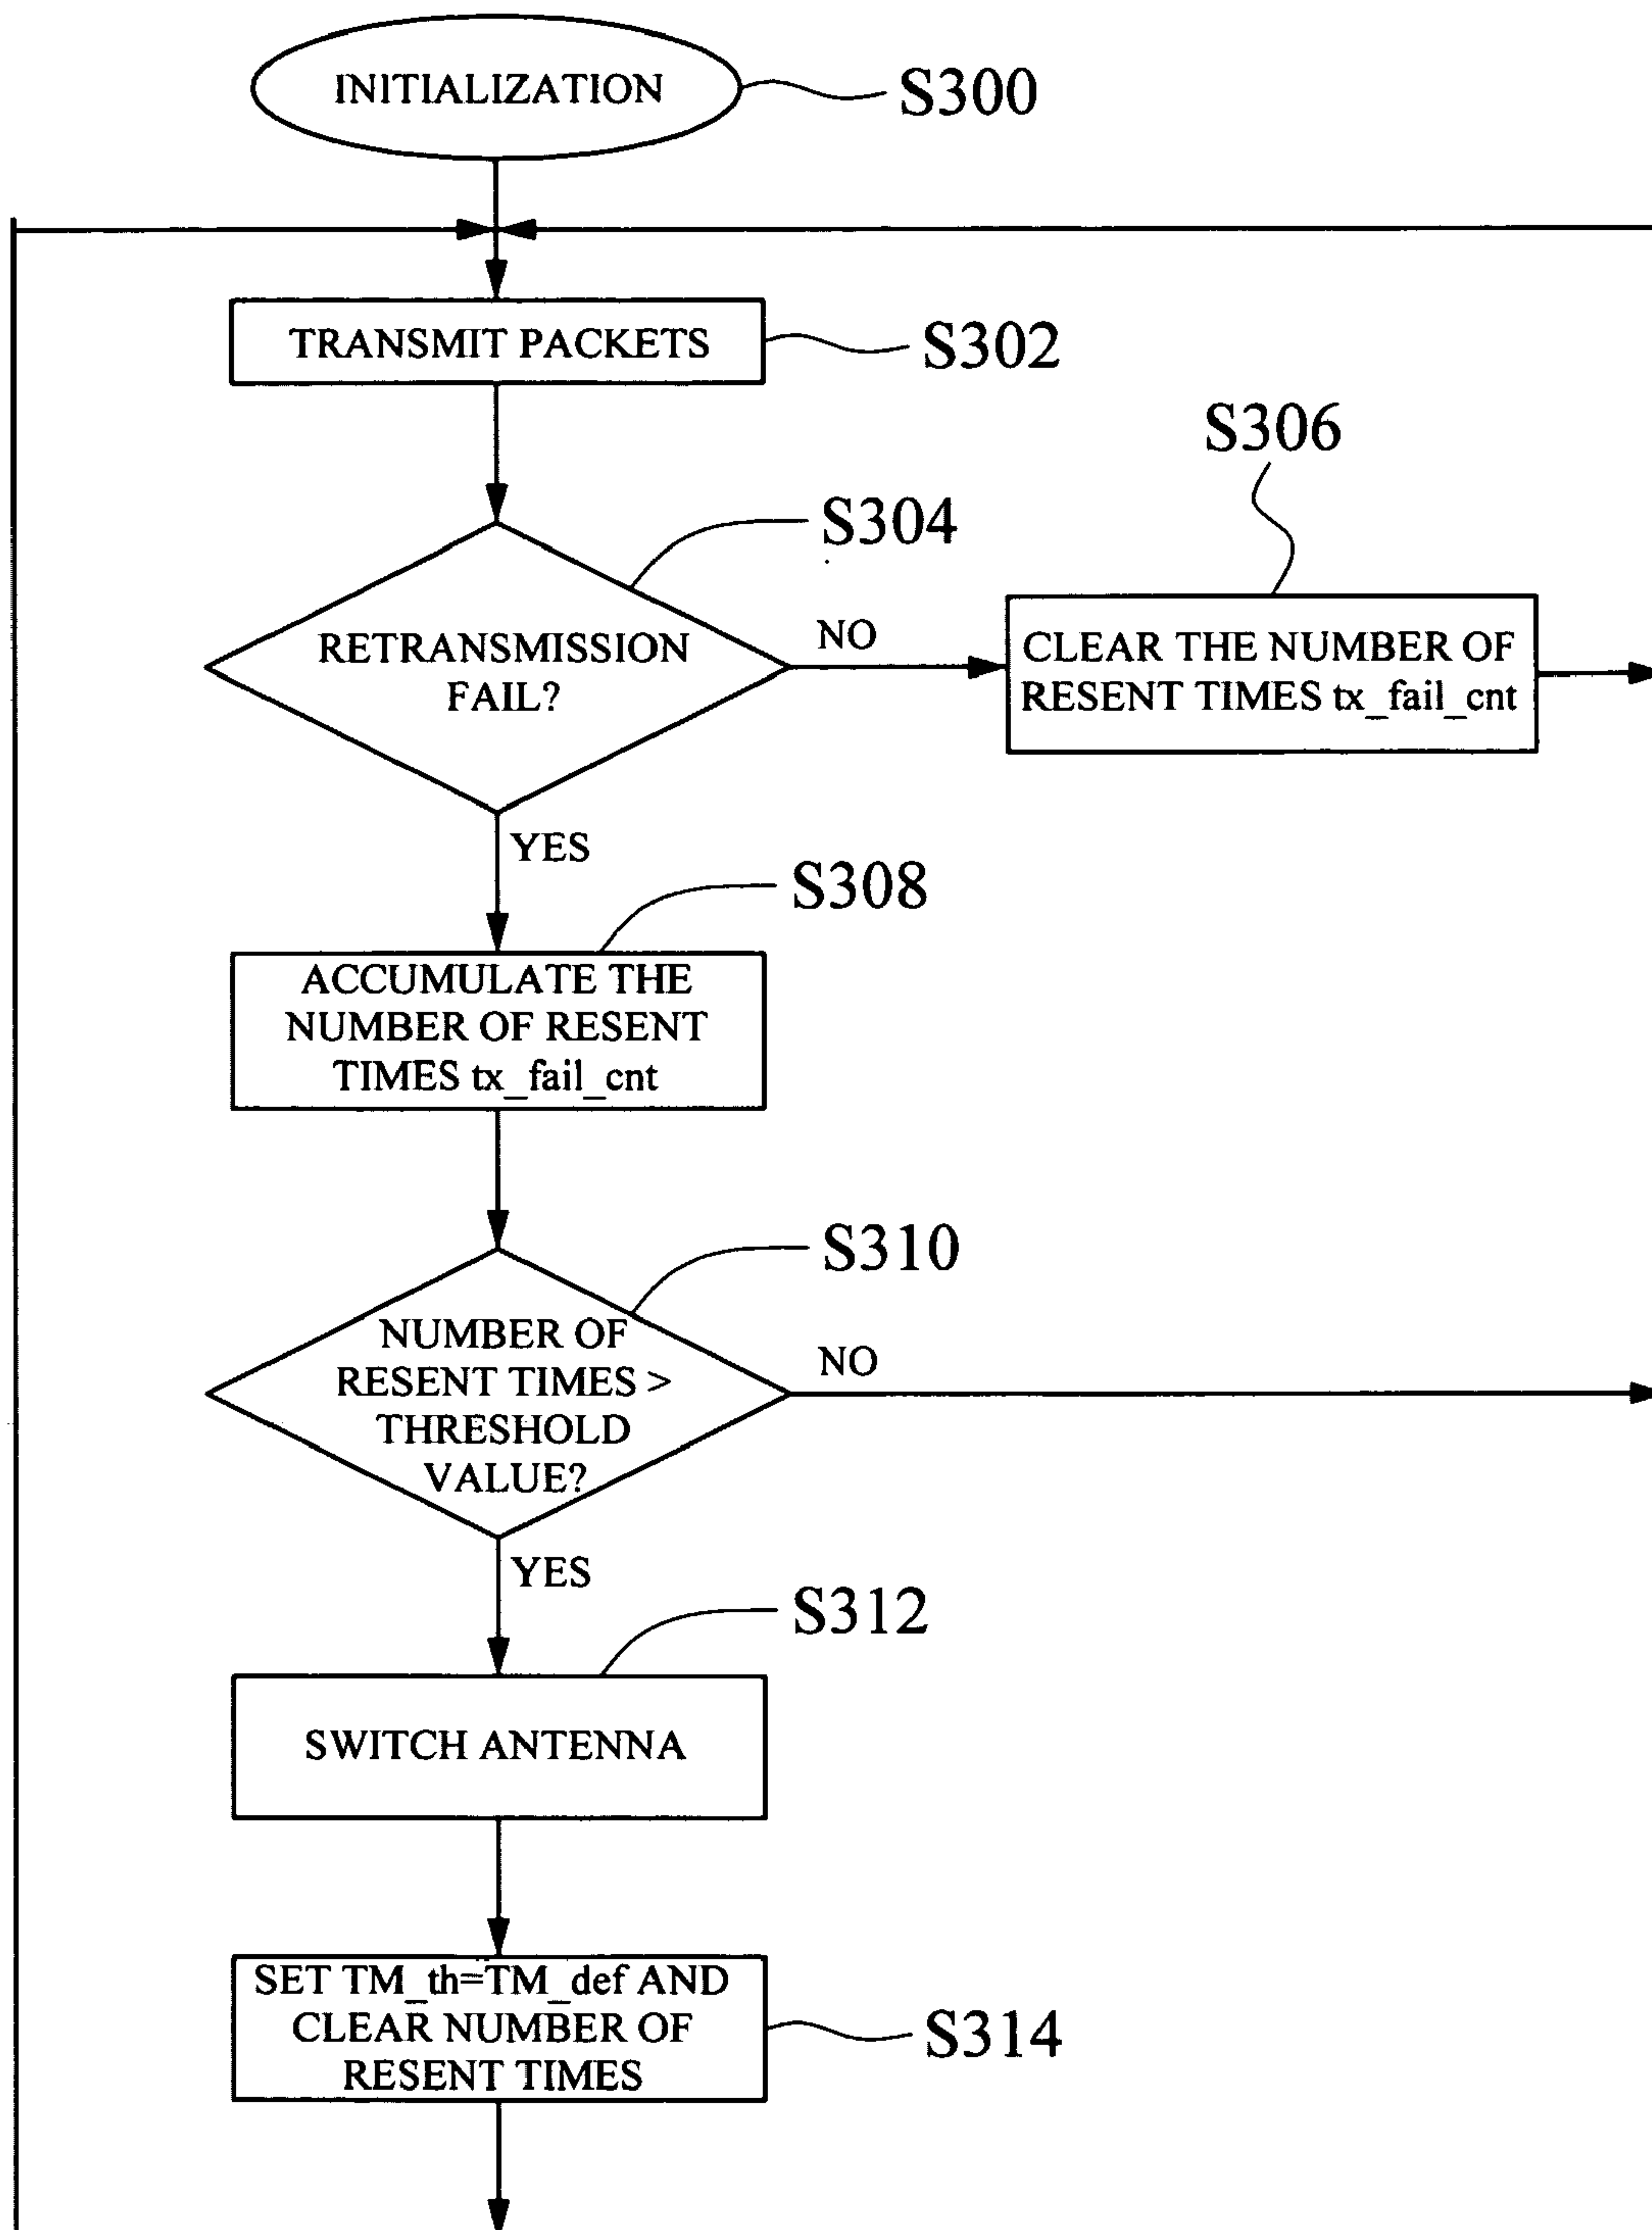 INITIALIZATION
S300
TRANSMIT PACKETS
S302
S306
S304
RETRANSMISSION
FAIL?
NO
CLEAR THE NUMBER OF
RESENT TIMES tx_fail_cnt
YES
S308
ACCUMULATE THE
NUMBER OF RESENT
TIMES tx_fail_cnt
S310
NUMBER OF
RESENT TIMES >
THRESHOLD
VALUE?
NO
YES
S312
SWITCH ANTENNA
SET TM_th=TM_def AND
CLEAR NUMBER OF
RESENT TIMES
S314